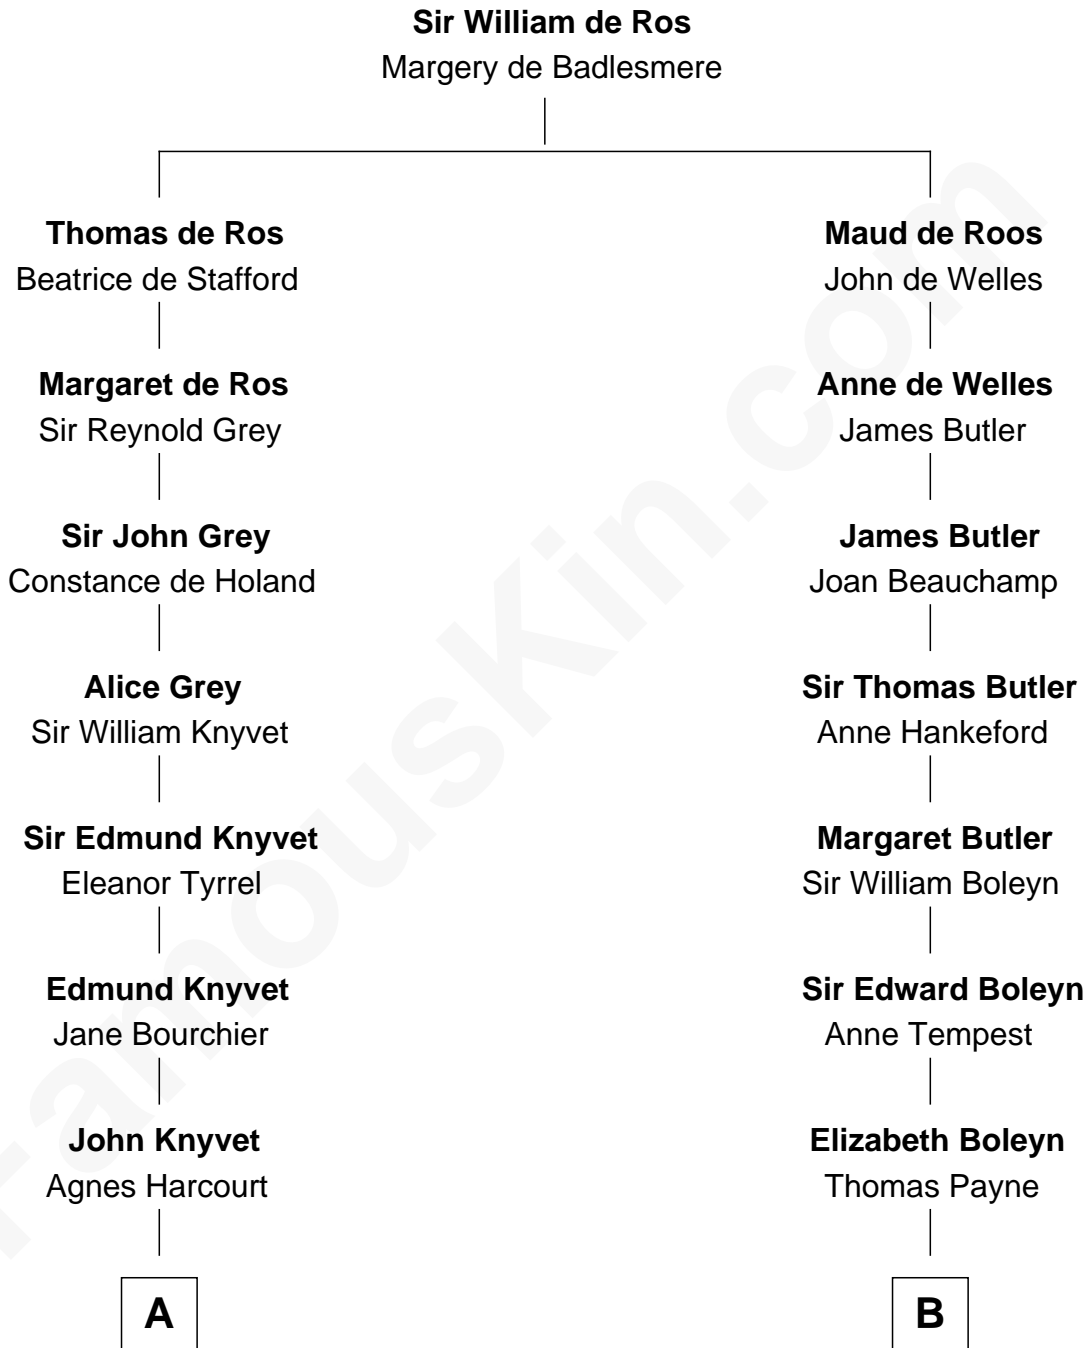 Sir William de Ros
Margery de Badlesmere
Thomas de Ros
Beatrice de Stafford
Maud de Roos
John de Welles
Margaret de Ros
Sir Reynold Grey
Anne de Welles
James Butler
Sir John Grey
Constance de Holand
James Butler
Joan Beauchamp
Alice Grey
Sir William Knyvet
Sir Thomas Butler
Anne Hankeford
Sir Edmund Knyvet
Eleanor Tyrrel
Margaret Butler
Sir William Boleyn
Edmund Knyvet
Jane Bourchier
Sir Edward Boleyn
Anne Tempest
John Knyvet
Agnes Harcourt
Elizabeth Boleyn
Thomas Payne
A
B
FamousKin.com